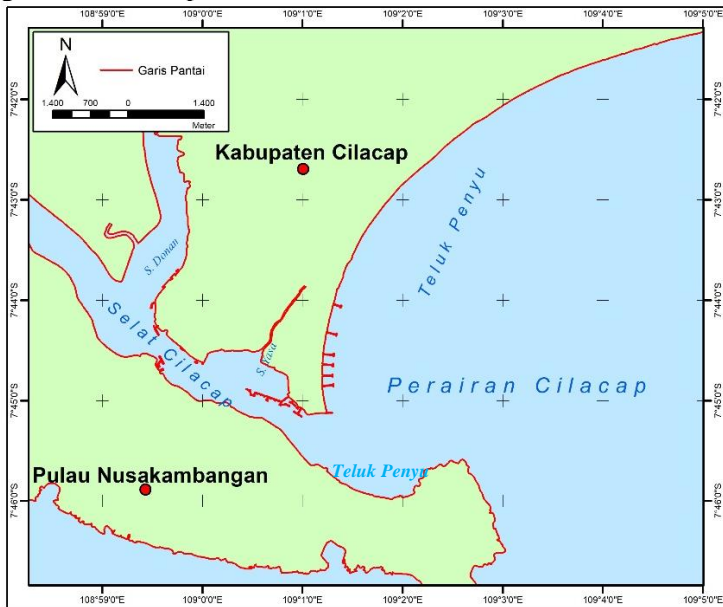 108°59'0"E 109°0'0"E 109°1'0"E 109°2'0"E 109°3'0"E 109°4'0"E 109°5'0"E
N
Garis Pantai
1.400 700 0 1.400
Meter
7°42'0"S 7°42'0"S
Kabupaten Cilacap
7°43'0"S 7°43'0"S
Teluk Penyu
S. Donan
7°44'0"S 7°44'0"S
Selat Cilacap
S. Yasa
Perairan Cilacap
7°45'0"S 7°45'0"S
Teluk Penyu
Pulau Nusakambangan
7°46'0"S 7°46'0"S
108°59'0"E 109°0'0"E 109°1'0"E 109°2'0"E 109°3'0"E 109°4'0"E 109°5'0"E